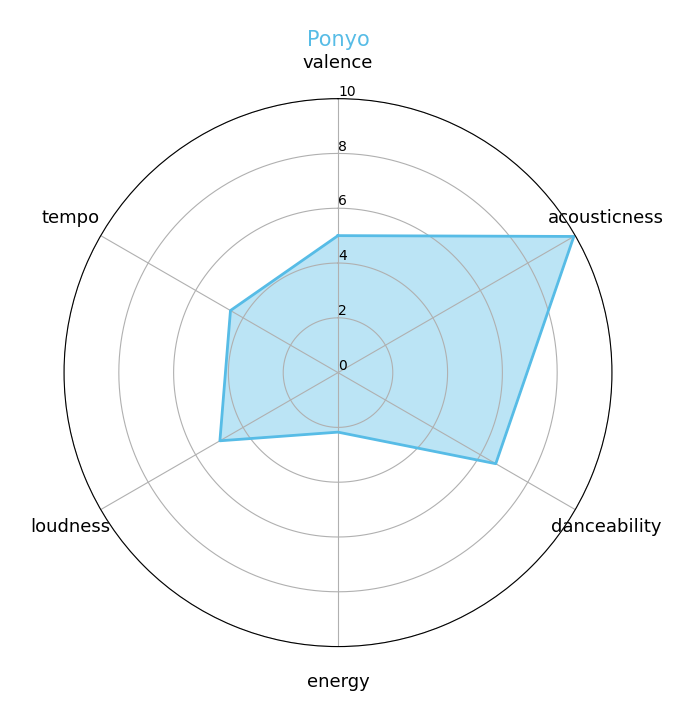 Ponyo
valence
10
8
tempo
6
acousticness
4
2
0
loudness
danceability
energy